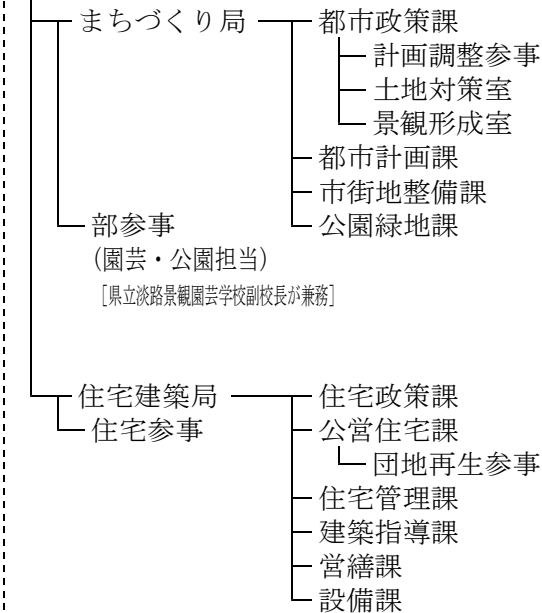 まちづくり局
都市政策課
計画調整参事
土地対策室
景観形成室
都市計画課
市街地整備課
公園緑地課
部参事
(園芸・公園担当)
［県立淡路景観園芸学校副校長が兼務］
住宅建築局
住宅参事
住宅政策課
公営住宅課
団地再生参事
住宅管理課
建築指導課
営繕課
設備課